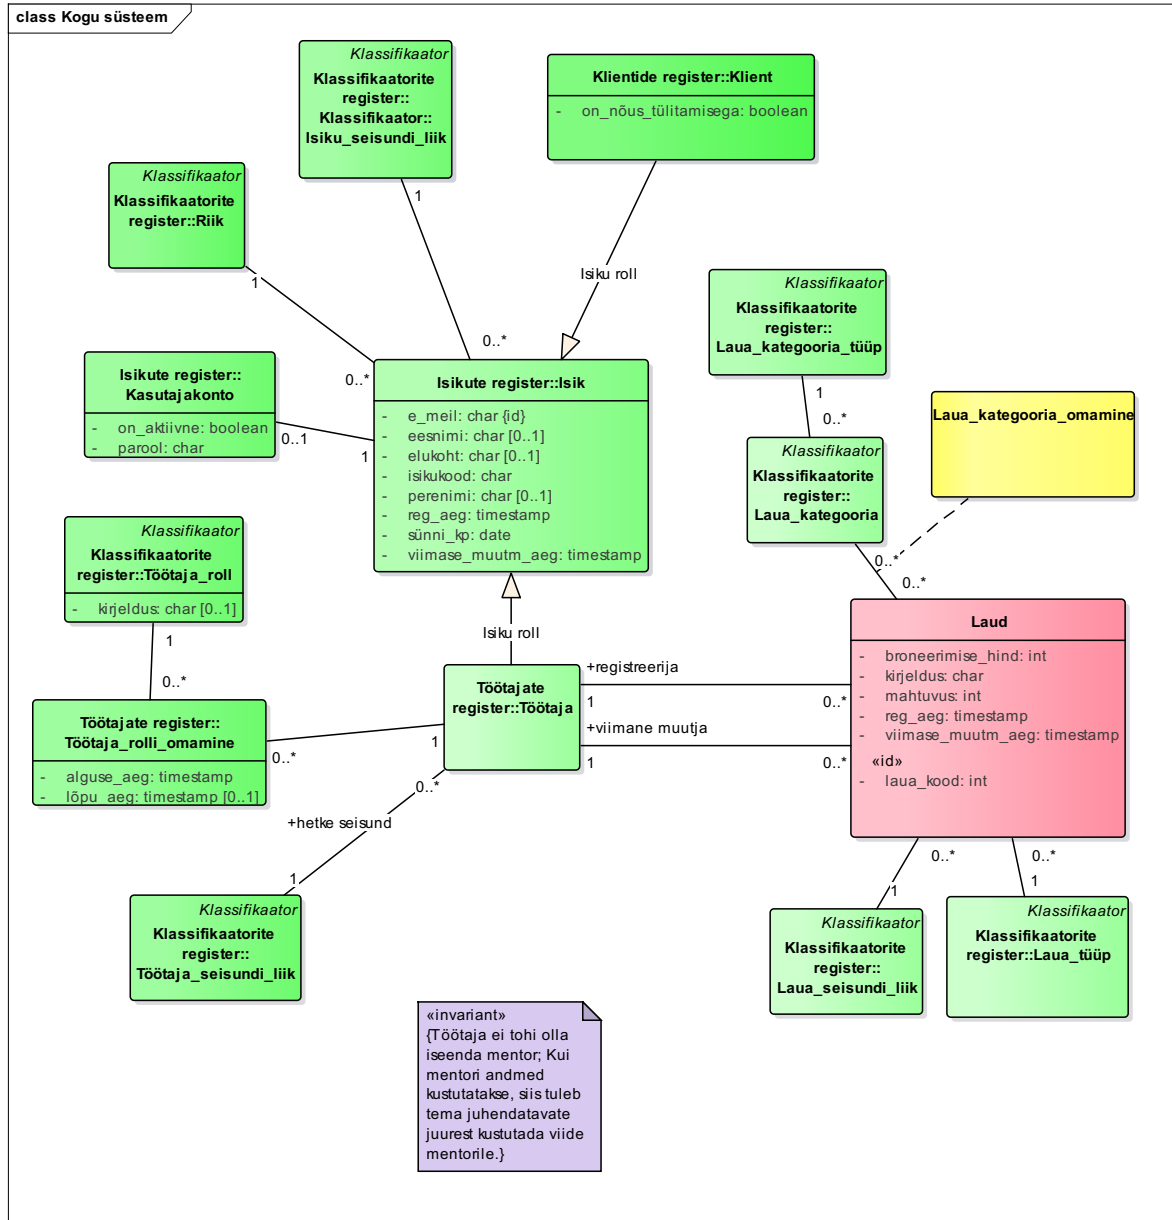 class Kogu süsteem
Klassifikaator
Klassifikaatorite
register::
Klassifikaator::
Isiku_seisundi_liik
Klientide register::Klient
- on_nõus_tülitamisega: boolean
Klassifikaator
Klassifikaatorite
register::Riik
1
1
Isiku roll
Klassifikaator
Klassifikaatorite
register::
Laua_kategooria_tüüp
0..*
0..*
Isikute register::
Kasutajakonto
- on_aktiivne: boolean
- parool: char
0..1
1
Isikute register::Isik
- e_meil: char {id}
- eesnimi: char [0..1]
- elukoht: char [0..1]
- isikukood: char
- perenimi: char [0..1]
- reg_aeg: timestamp
- sünni_kp: date
- viimase_muutm_aeg: timestamp
1
0..*
Laua_kategooria_omamine
Klassifikaator
Klassifikaatorite
register::
Laua_kategooria
0..*
0..*
Klassifikaator
Klassifikaatorite
register::Töötaja_roll
- kirjeldus: char [0..1]
1
0..*
Isiku roll
Laud
- broneerimise_hind: int
- kirjeldus: char
- mahtuvus: int
- reg_aeg: timestamp
- viimase_muutm_aeg: timestamp
«id»
- laua_kood: int
Töötajate
register::Töötaja
+registreerija
1
0..*
+viimane muutja
1
0..*
Töötajate register::
Töötaja_rolli_omamine
- alguse_aeg: timestamp
- lõpu_aeg: timestamp [0..1]
0..*
1
0..*
+hetke seisund
1
Klassifikaator
Klassifikaatorite
register::
Töötaja_seisundi_liik
0..*
0..*
1
1
Klassifikaator
Klassifikaatorite
register::
Laua_seisundi_liik
Klassifikaator
Klassifikaatorite
register::Laua_tüüp
«invariant»
{Töötaja ei tohi olla
iseenda mentor; Kui
mentori andmed
kustutatakse, siis tuleb
tema juhendatavate
juurest kustutada viide
mentorile.}